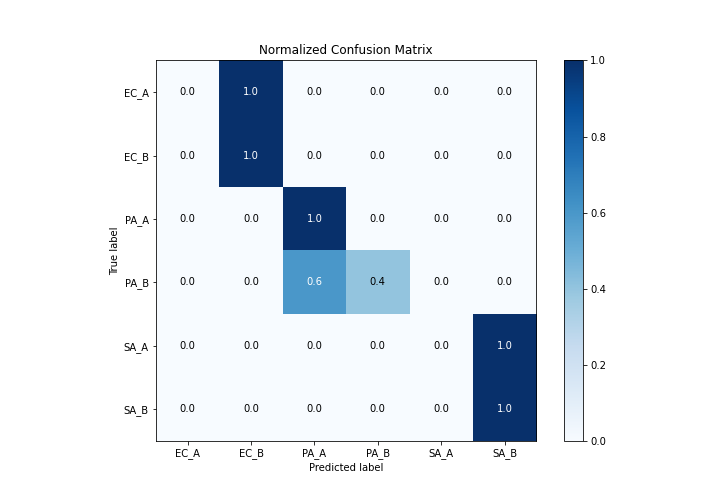 Normalized Confusion Matrix
EC_A 0.0 1.0 0.0 0.0 0.0 0.0
EC_B 0.0 1.0 0.0 0.0 0.0 0.0
PA_A 0.0 0.0 1.0 0.0 0.0 0.0
PA_B 0.0 0.0 0.6 0.4 0.0 0.0
SA_A 0.0 0.0 0.0 0.0 0.0 1.0
SA_B 0.0 0.0 0.0 0.0 0.0 1.0
EC_A EC_B PA_A PA_B SA_A SA_B
Predicted label
True label
1.0
0.8
0.6
0.4
0.2
0.0